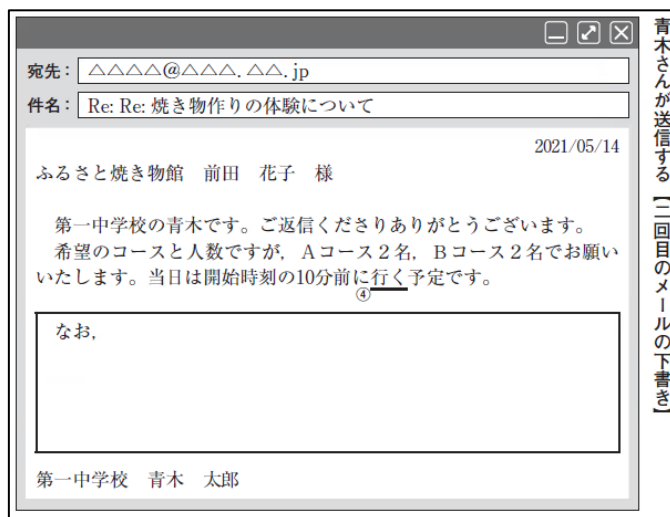 青木さんが送信する【二回目のメールの下書き】
宛先： △△△△@△△△. △△. jp
件名： Re: Re: 焼き物作りの体験について
2021/05/14
ふるさと焼き物館　前田　花子　様
第一中学校の青木です。ご返信くださりありがとうございます。
希望のコースと人数ですが，Ａコース２名，Ｂコース２名でお願い
いたします。当日は開始時刻の10分前に行く予定です。
④
なお，
第一中学校　青木　太郎